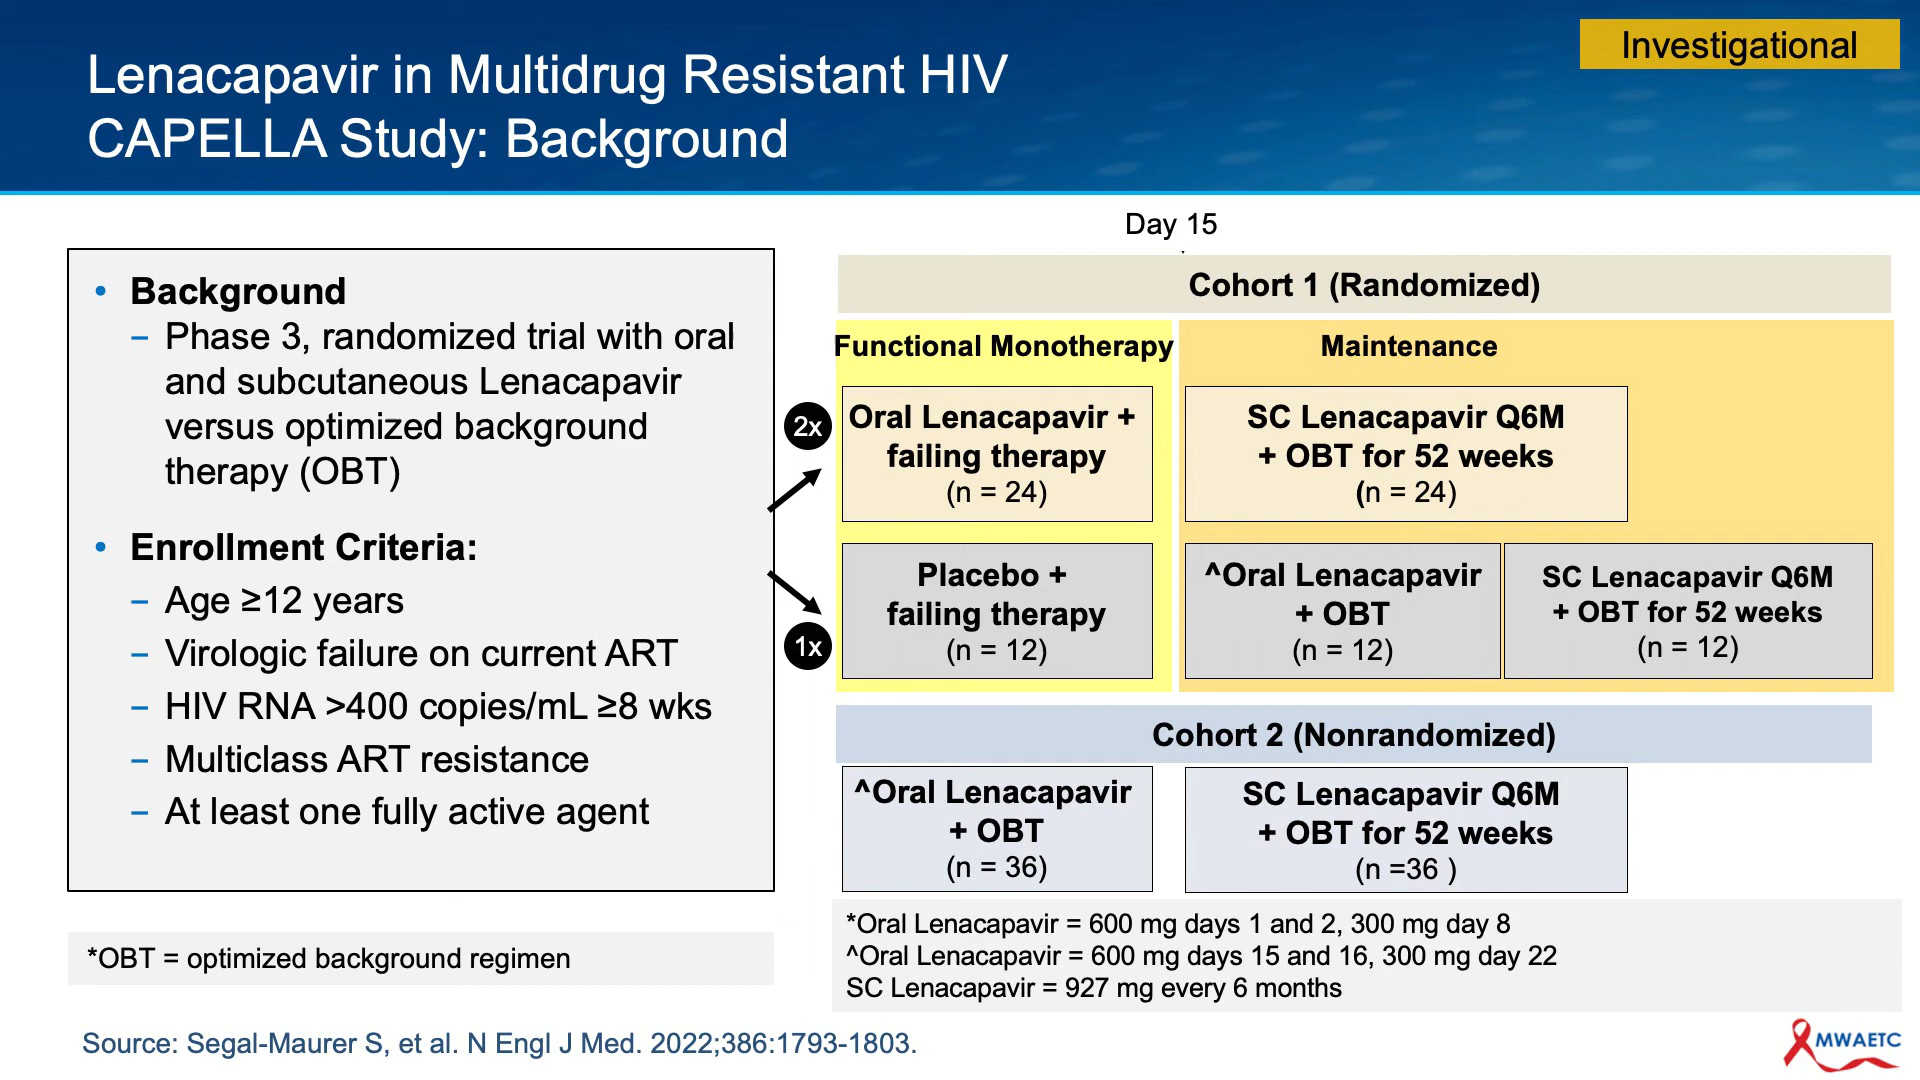 Investigational
Lenacapavir in Multidrug Resistant HIV
CAPELLA Study: Background
• Background
– Phase 3, randomized trial with oral
and subcutaneous Lenacapavir
versus optimized background
therapy (OBT)
• Enrollment Criteria:
– Age ≥12 years
– Virologic failure on current ART
– HIV RNA >400 copies/mL ≥8 wks
– Multiclass ART resistance
– At least one fully active agent
*OBT = optimized background regimen
Day 15
Cohort 1 (Randomized)
Functional Monotherapy
Maintenance
2x
Oral Lenacapavir +
failing therapy
(n = 24)
SC Lenacapavir Q6M
+ OBT for 52 weeks
(n = 24)
1x
Placebo +
failing therapy
(n = 12)
^Oral Lenacapavir
+ OBT
(n = 12)
SC Lenacapavir Q6M
+ OBT for 52 weeks
(n = 12)
Cohort 2 (Nonrandomized)
^Oral Lenacapavir
+ OBT
(n = 36)
SC Lenacapavir Q6M
+ OBT for 52 weeks
(n =36 )
*Oral Lenacapavir = 600 mg days 1 and 2, 300 mg day 8
^Oral Lenacapavir = 600 mg days 15 and 16, 300 mg day 22
SC Lenacapavir = 927 mg every 6 months
Source: Segal-Maurer S, et al. N Engl J Med. 2022;386:1793-1803.
MWAETC